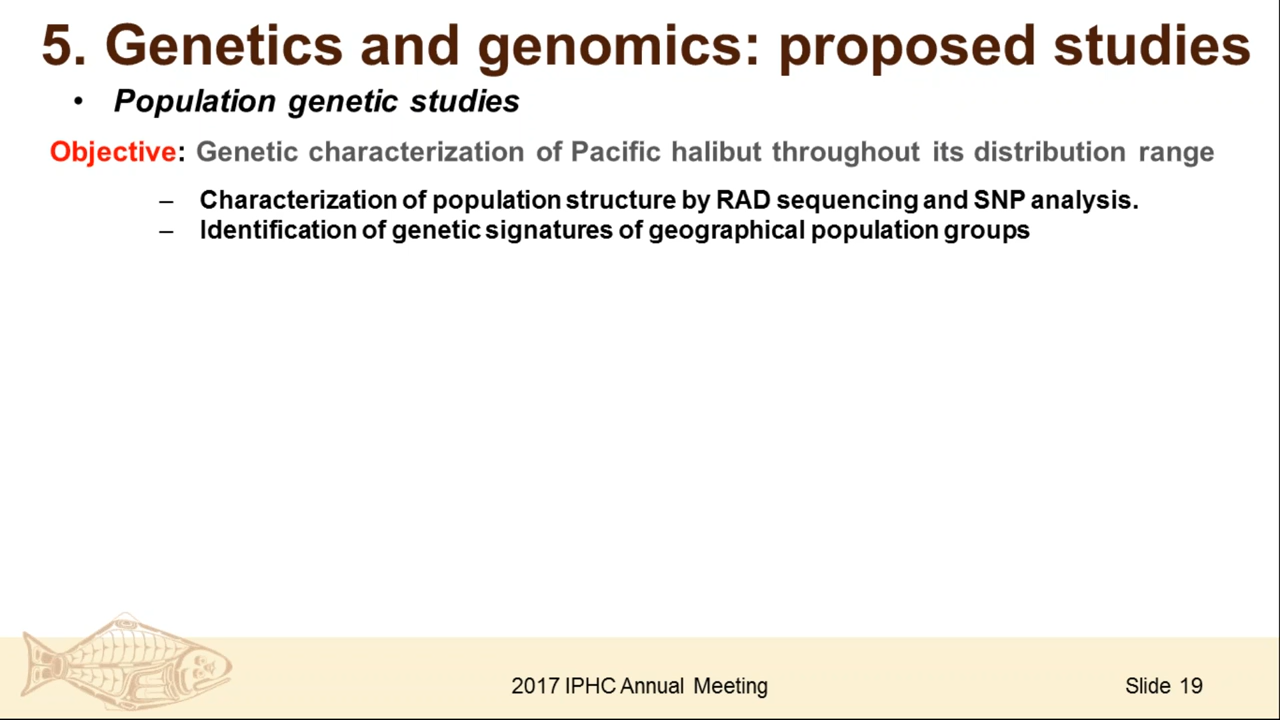 5. Genetics and genomics: proposed studies
• Population genetic studies
Objective: Genetic characterization of Pacific halibut throughout its distribution range
– Characterization of population structure by RAD sequencing and SNP analysis.
– Identification of genetic signatures of geographical population groups
2017 IPHC Annual Meeting
Slide 19